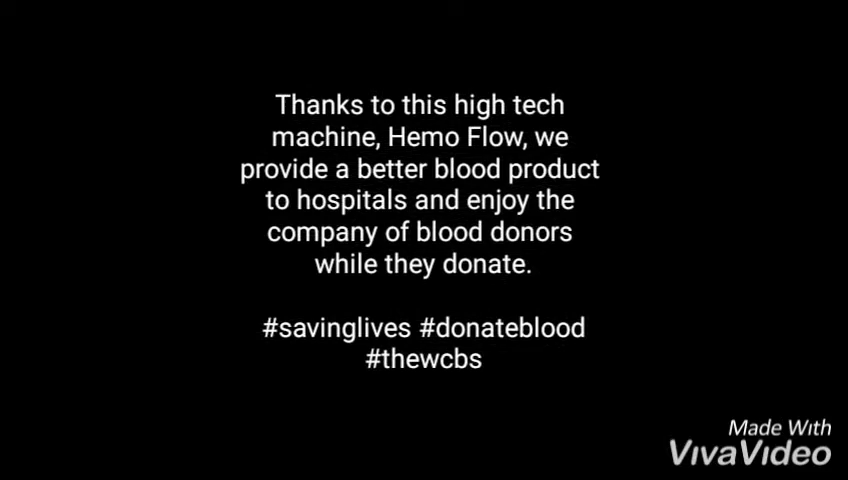 Thanks to this high tech
machine, Hemo Flow, we
provide a better blood product
to hospitals and enjoy the
company of blood donors
while they donate.
#savinglives #donateblood
#thewcbs
Made With
VivaVideo